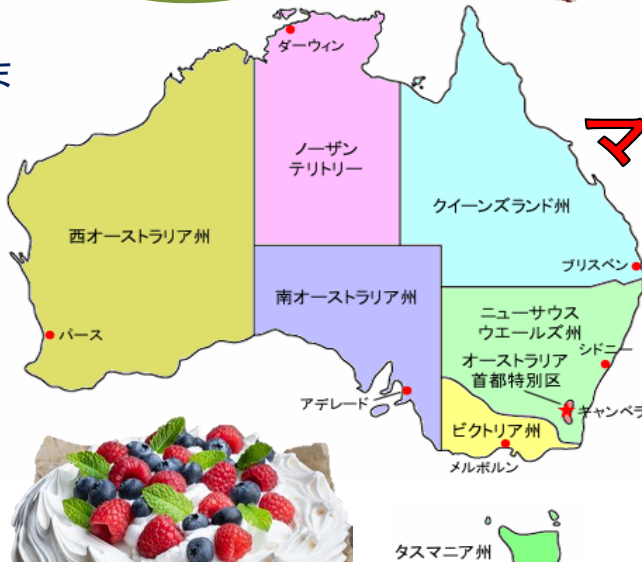 ダーウィン
ま
マ
ノーザン
テリトリー
クイーンズランド州
西オーストラリア州
ブリスベン
南オーストラリア州
ニューサウス
ウエールズ州
パース
シドニー
オーストラリア
首都特別区
アデレード
キャンベラ
ビクトリア州
メルボルン
タスマニア州